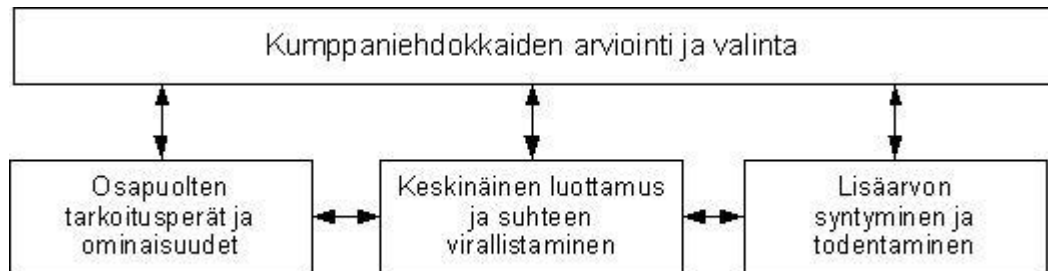 Kumppaniehdokkaiden arviointi ja valinta
Osapuolten
tarkoitusperät ja
ominaisuudet
Keskinäinen luottamus
ja suhteen
virallistaminen
Lisäarvon
syntyminen ja
todentaminen